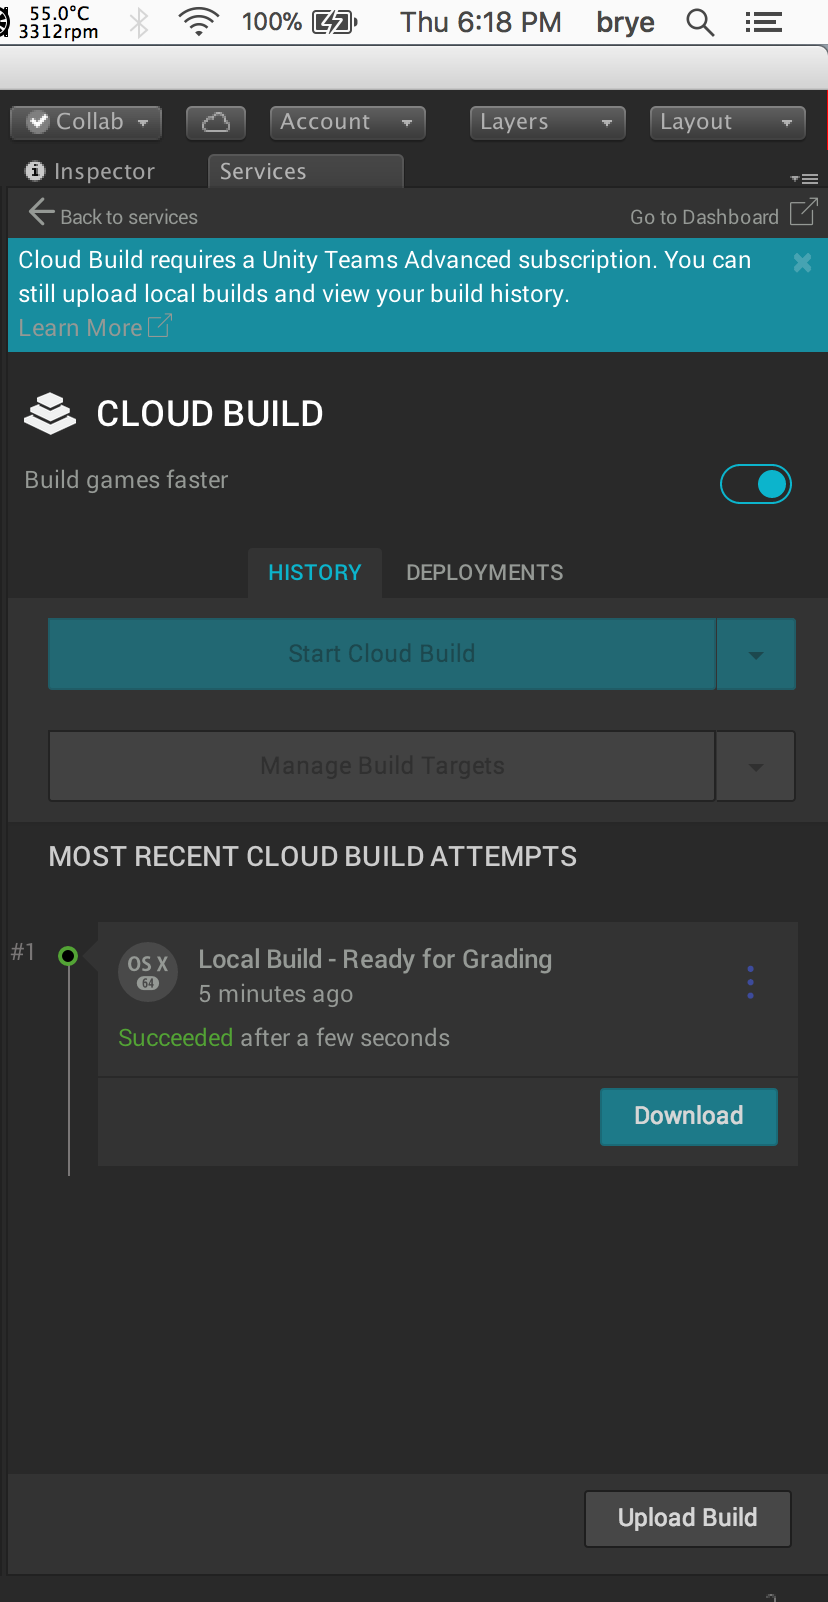 55.0°C
3312rpm
100%
Thu 6:18 PM
brye
Collab
Account
Layers
Layout
Inspector
Services
Back to services
Go to Dashboard
Cloud Build requires a Unity Teams Advanced subscription. You can
still upload local builds and view your build history.
Learn More
CLOUD BUILD
Build games faster
HISTORY
DEPLOYMENTS
Start Cloud Build
Manage Build Targets
MOST RECENT CLOUD BUILD ATTEMPTS
#1
OS X
64
Local Build - Ready for Grading
5 minutes ago
Succeeded after a few seconds
Download
Upload Build